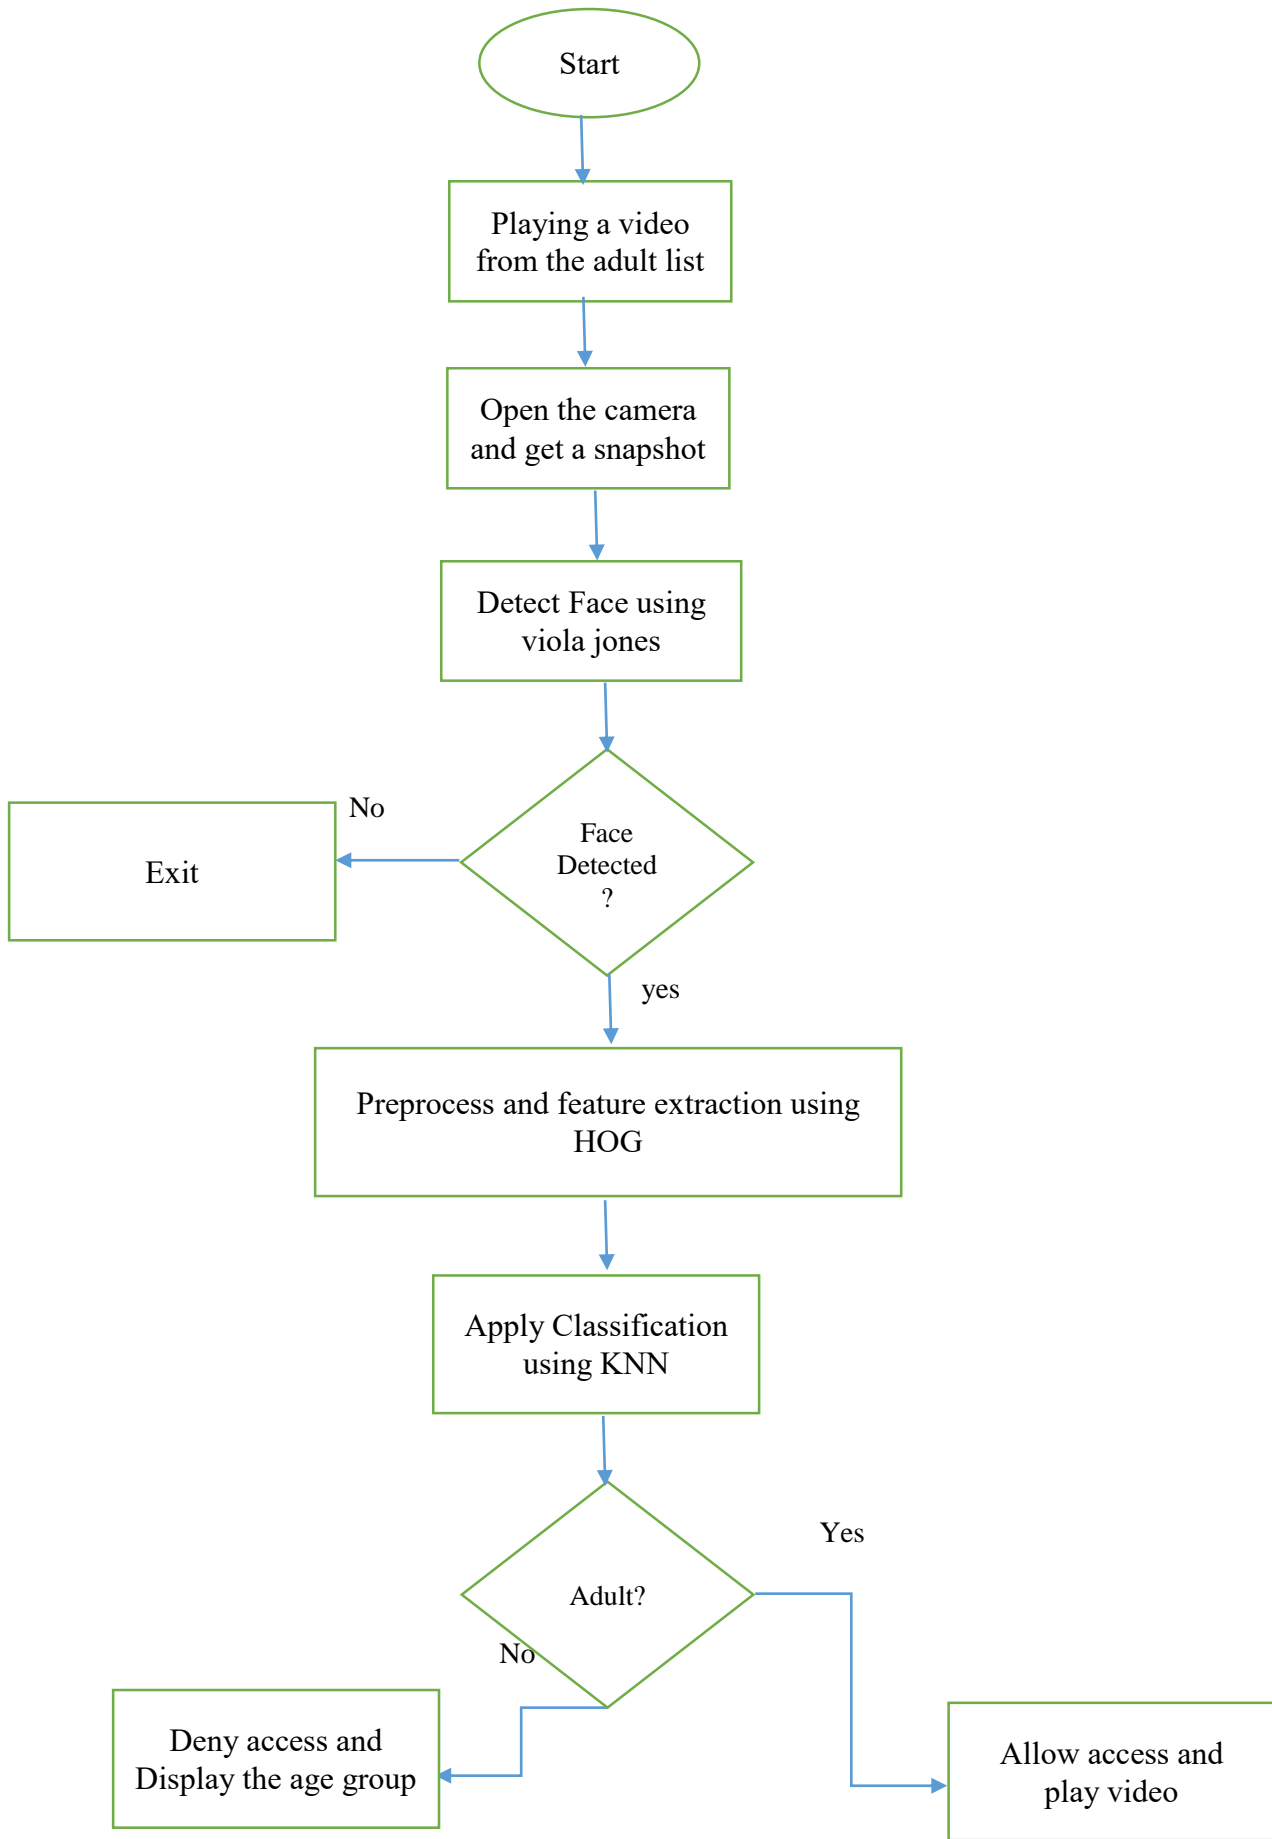 Start
Playing a video
from the adult list
Open the camera
and get a snapshot
Detect Face using
viola jones
Face
Detected
?
No
Exit
yes
Preprocess and feature extraction using
HOG
Apply Classification
using KNN
Adult?
Yes
No
Deny access and
Display the age group
Allow access and
play video